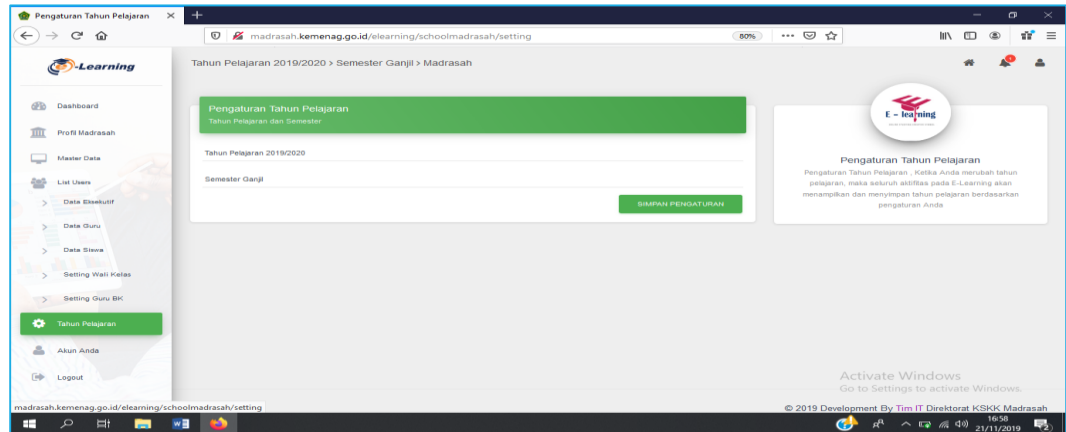 Pengaturan Tahun Pelajaran
madrasah.kemenag.go.id/elearning/schoolmadrasah/setting
80%
e-Learning
Tahun Pelajaran 2019/2020 > Semester Ganjil > Madrasah
Dashboard
Profil Madrasah
Master Data
List Users
> Data Eksekutif
> Data Guru
> Data Siswa
> Setting Wali Kelas
> Setting Guru BK
Tahun Pelajaran
Akun Anda
Logout
Pengaturan Tahun Pelajaran
Tahun Pelajaran dan Semester
Tahun Pelajaran 2019/2020
Semester Ganjil
SIMPAN PENGATURAN
E - learning
Pengaturan Tahun Pelajaran
Pengaturan Tahun Pelajaran , Ketika Anda merubah tahun
pelajaran, maka seluruh aktifitas pada E-Learning akan
menampilkan dan menyimpan tahun pelajaran berdasarkan
pengaturan Anda
Activate Windows
Go to Settings to activate Windows.
madrasah.kemenag.go.id/elearning/schoolmadrasah/setting
© 2019 Development By Tim IT Direktorat KSKK Madrasah
16:58
21/11/2019